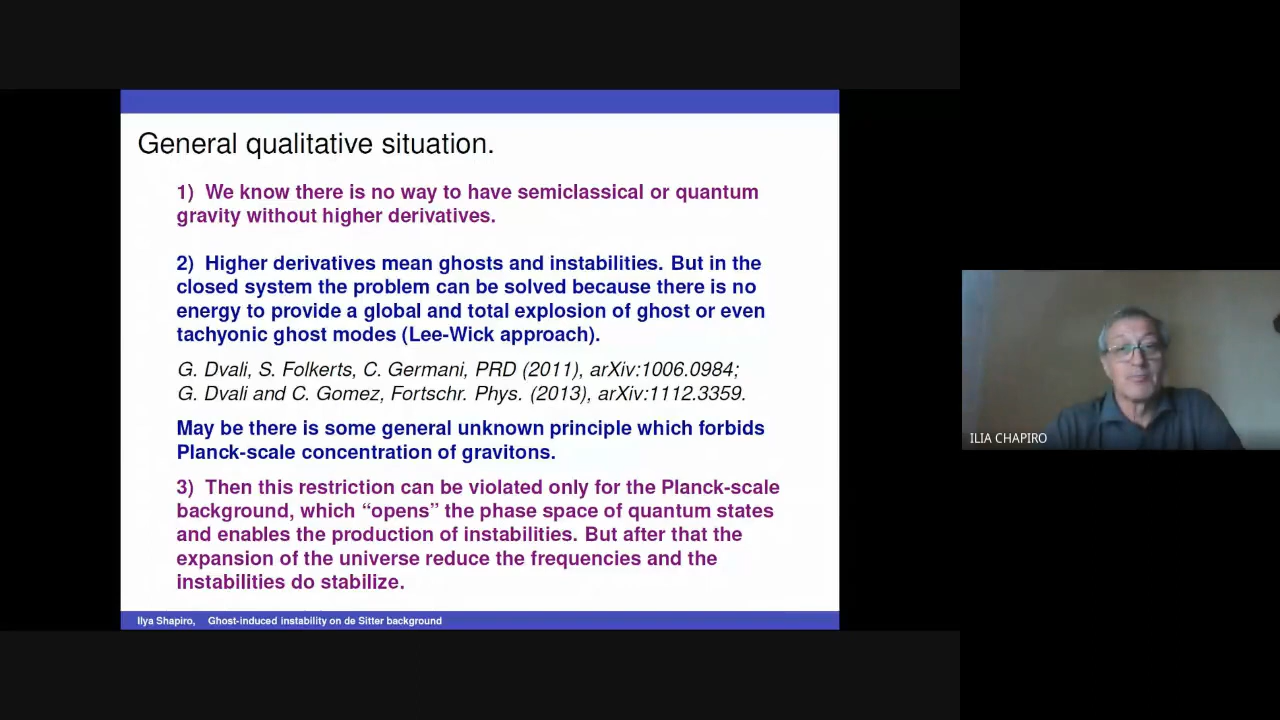 General qualitative situation.
1) We know there is no way to have semiclassical or quantum
gravity without higher derivatives.
2) Higher derivatives mean ghosts and instabilities. But in the
closed system the problem can be solved because there is no
energy to provide a global and total explosion of ghost or even
tachyonic ghost modes (Lee-Wick approach).
G. Dvali, S. Folkerts, C. Germani, PRD (2011), arXiv:1006.0984;
G. Dvali and C. Gomez, Fortschr. Phys. (2013), arXiv:1112.3359.
May be there is some general unknown principle which forbids
Planck-scale concentration of gravitons.
3) Then this restriction can be violated only for the Planck-scale
background, which “opens” the phase space of quantum states
and enables the production of instabilities. But after that the
expansion of the universe reduce the frequencies and the
instabilities do stabilize.
Ilya Shapiro, Ghost-induced instability on de Sitter background
ILIA CHAPIRO